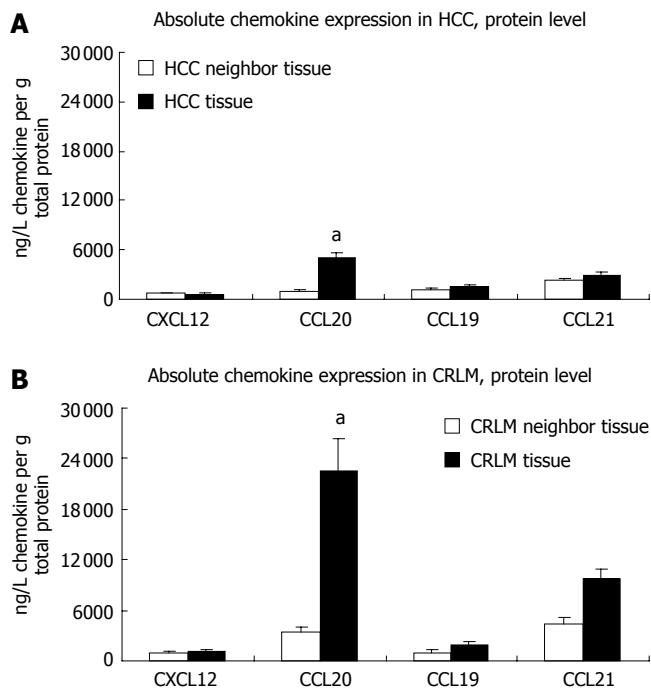 A
Absolute chemokine expression in HCC, protein level
ng/L chemokine per g
total protein
30 000
24 000
18 000
12 000
6000
0
HCC neighbor tissue
HCC tissue
a
CXCL12
CCL20
CCL19
CCL21
B
Absolute chemokine expression in CRLM, protein level
ng/L chemokine per g
total protein
30 000
24 000
18 000
12 000
6000
0
a
CRLM neighbor tissue
CRLM tissue
CXCL12
CCL20
CCL19
CCL21